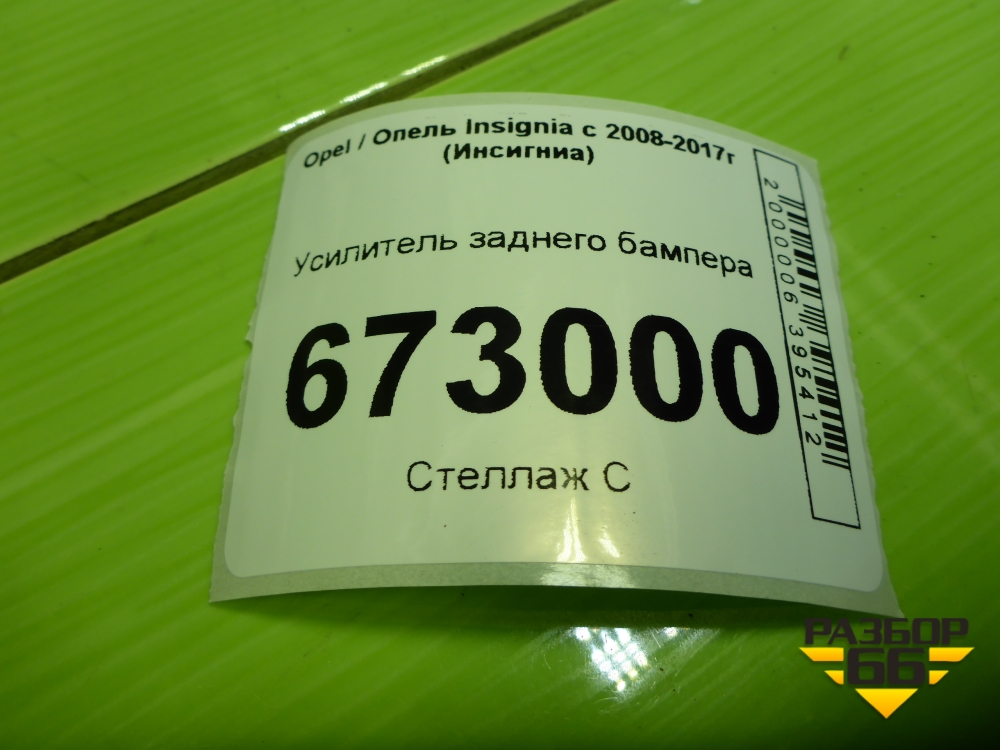 Opel / Опель Insignia с 2008-2017г
(Инсигниа)
Усилитель заднего бампера
673000
Стеллаж С
2000006395412
РАЗБОР
66